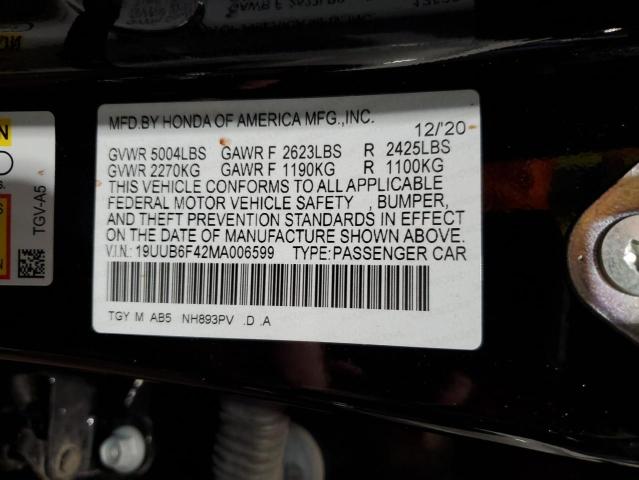 MFD.BY HONDA OF AMERICA MFG.,INC.
12/'20
GVWR 5004LBS GAWR F 2623LBS R 2425LBS
GVWR 2270KG GAWR F 1190KG R 1100KG
THIS VEHICLE CONFORMS TO ALL APPLICABLE
FEDERAL MOTOR VEHICLE SAFETY , BUMPER,
AND THEFT PREVENTION STANDARDS IN EFFECT
ON THE DATE OF MANUFACTURE SHOWN ABOVE.
V.I.N.: 19UUB6F42MA006599 TYPE:PASSENGER CAR
TGY M AB5 NH893PV .D .A
TGV-A5